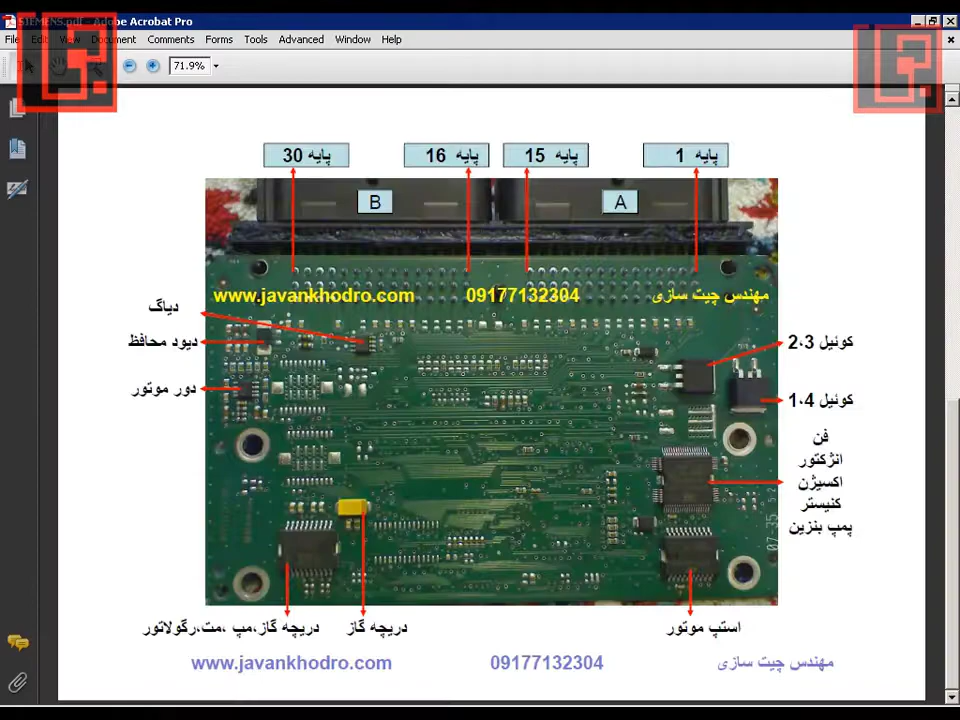 SIEMENS.pdf - Adobe Acrobat Pro
File Edit View Document Comments Forms Tools Advanced Window Help
71.9%
پایه 30
پایه 16
پایه 15
پایه 1
B
A
www.javankhodro.com 09177132304 مهندس چیت سازی
دیاگ
دیود محافظ
دور موتور
کوئیل 2،3
کوئیل 1،4
فن
انژکتور
اکسیژن
کنیستر
پمپ بنزین
07.35
دریچه گاز،مپ ،مت،رگولاتور
دریچه گاز
استپ موتور
www.javankhodro.com 09177132304 مهندس چیت سازی